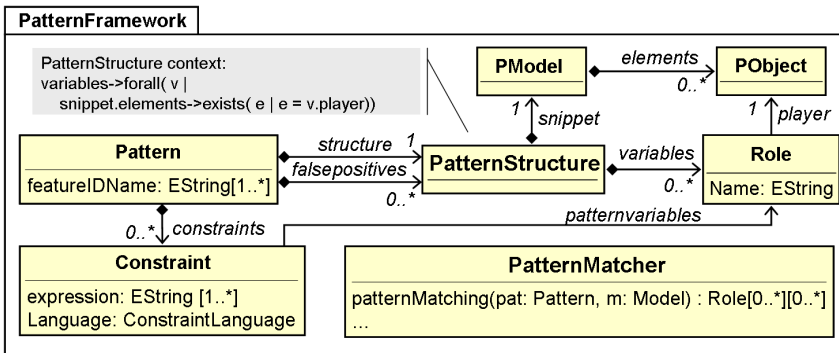 PatternFramework
PatternStructure context:
variables->forall( v |
snippet.elements->exists( e | e = v.player))
PModel
elements
0..*
PObject
1
snippet
1
player
Pattern
featureIDName: EString[1..*]
structure
1
falsepositives
0..*
PatternStructure
variables
0..*
Role
Name: EString
0..*
constraints
patternvariables
Constraint
expression: EString [1..*]
Language: ConstraintLanguage
PatternMatcher
patternMatching(pat: Pattern, m: Model) : Role[0..*][0..*]
...